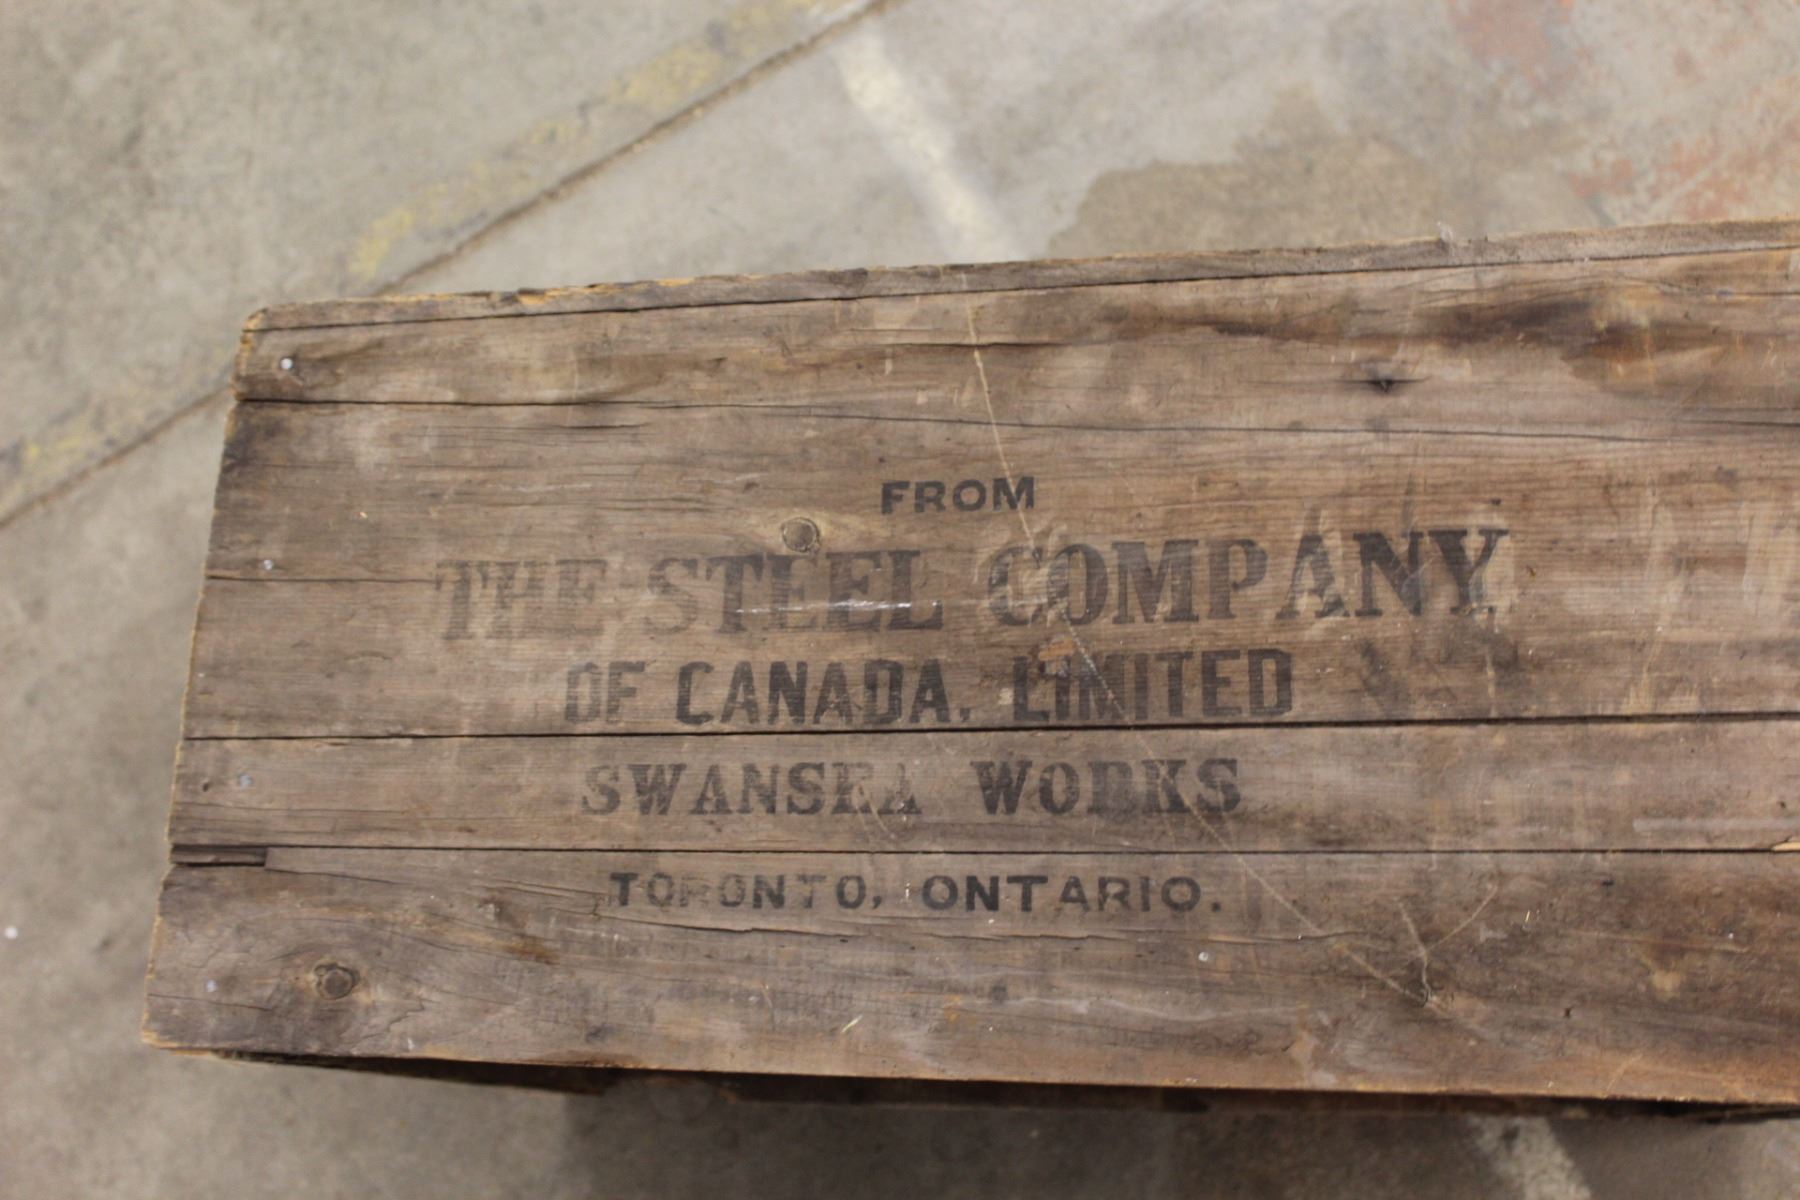 FROM
THE STEEL COMPANY
OF CANADA, LIMITED
SWANSEA WORKS
TORONTO, ONTARIO.